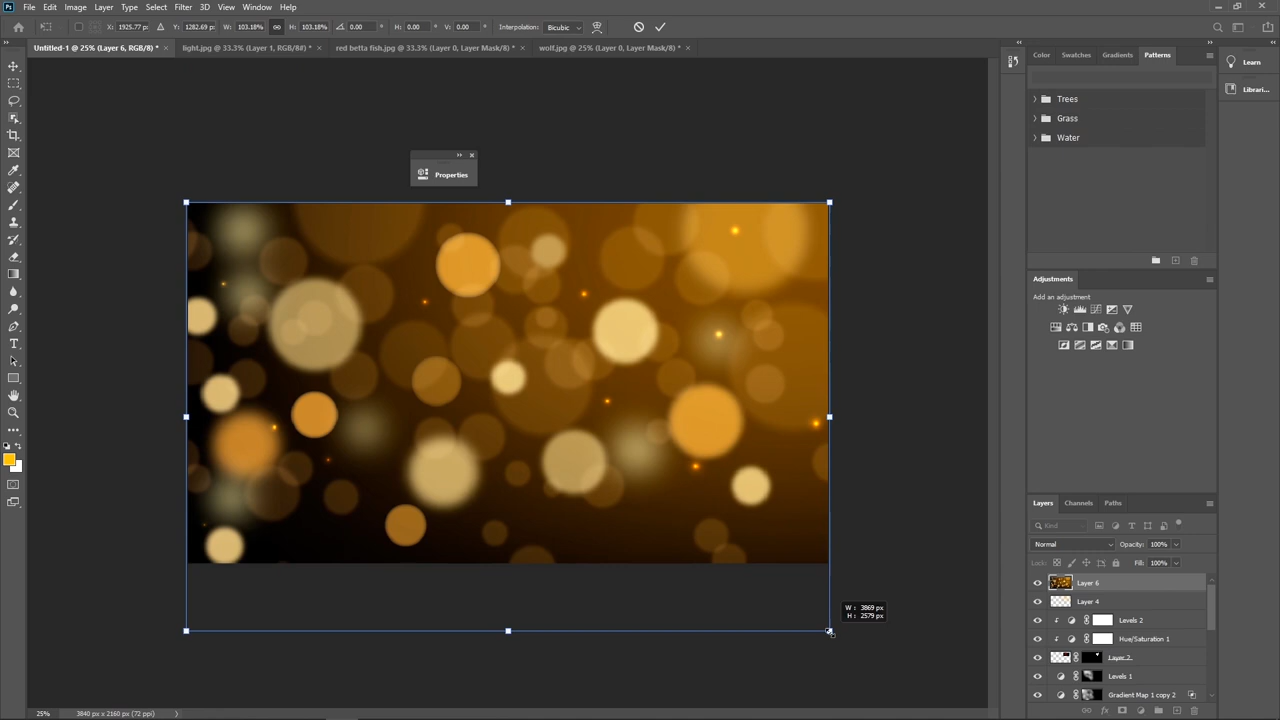 File Edit Image Layer Type Select Filter 3D View Window Help
X: 1925.77 p Y: 1282.69 p W: 103.18% H: 103.18% 0.00 H: 0.00 V: 0.00 Interpolation: Bicubic
Untitled-1 @ 25% (Layer 6, RGB/8) * light.jpg @ 33.3% (Layer 1, RGB/8#) * red betta fish.jpg @ 33.3% (Layer 0, Layer Mask/8) * wolf.jpg @ 25% (Layer 0, Layer Mask/8) *
Color Swatches Gradients Patterns
Learn
Librari...
Trees
Grass
Water
Properties
Adjustments
Add an adjustment
Layers Channels Paths
Kind
Normal Opacity: 100%
Lock: Fill: 100%
Layer 6
Layer 4
Levels 2
Hue/Saturation 1
Layer 2
Levels 1
Gradient Map 1 copy 2
W: 3869 px
H: 2579 px
25% 3840 px x 2160 px (72 ppi)